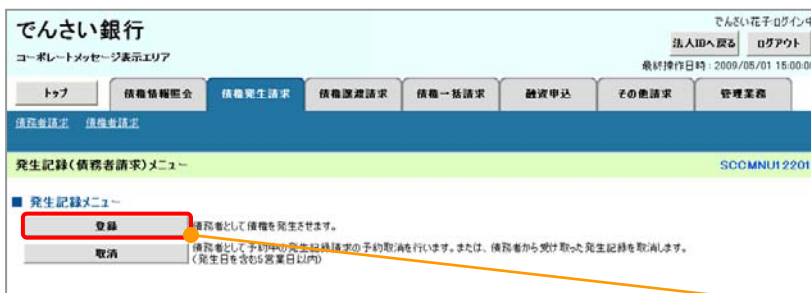 でんさい銀行
コーポレートメッセージ表示エリア
でんさい花子:ログイン中
法人IDへ戻る ログアウト
最終操作日時:2009/05/01 15:00:00
トップ 債権情報照会 債権発生請求 債権譲渡請求 債権一括請求 融資申込 その他請求 管理業務
債務者請求 債権者請求
発生記録(債務者請求)メニュー SCCMNU12201
■ 発生記録メニュー
登録 債務者として債権を発生させます。
取消 債務者として予約中の発生記録請求の予約取消を行います。または、債務者から受け取った発生記録を取消します。
(発生日を含む5営業日以内)